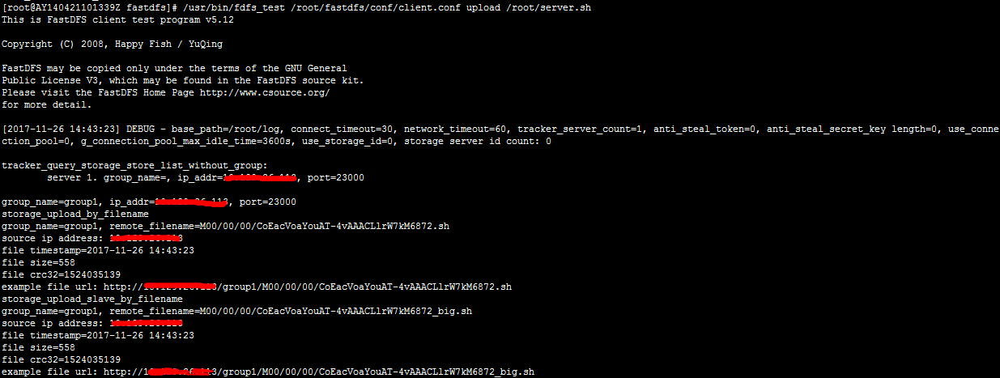 [root@AY140421101339Z fastdfs]# /usr/bin/fdfs_test /root/fastdfs/conf/client.conf upload /root/server.sh
This is FastDFS client test program v5.12
Copyright (C) 2008, Happy Fish / YuQing
FastDFS may be copied only under the terms of the GNU General
Public License V3, which may be found in the FastDFS source kit.
Please visit the FastDFS Home Page http://www.csource.org/
for more detail.
[2017-11-26 14:43:23] DEBUG - base_path=/root/log, connect_timeout=30, network_timeout=60, tracker_server_count=1, anti_steal_token=0, anti_steal_secret_key length=0, use_conne
ction_pool=0, g_connection_pool_max_idle_time=3600s, use_storage_id=0, storage server id count: 0
tracker_query_storage_store_list_without_group:
server 1. group_name=, ip_addr=, port=23000
group_name=group1, ip_addr=, port=23000
storage_upload_by_filename
group_name=group1, remote_filename=M00/00/00/CoEacVoaYouAT-4vAAACLlrW7kM6872.sh
source ip address:
file timestamp=2017-11-26 14:43:23
file size=558
file crc32=1524035139
example file url: http:///group1/M00/00/00/CoEacVoaYouAT-4vAAACLlrW7kM6872.sh
storage_upload_slave_by_filename
group_name=group1, remote_filename=M00/00/00/CoEacVoaYouAT-4vAAACLlrW7kM6872_big.sh
source ip address:
file timestamp=2017-11-26 14:43:23
file size=558
file crc32=1524035139
example file url: http:///group1/M00/00/00/CoEacVoaYouAT-4vAAACLlrW7kM6872_big.sh